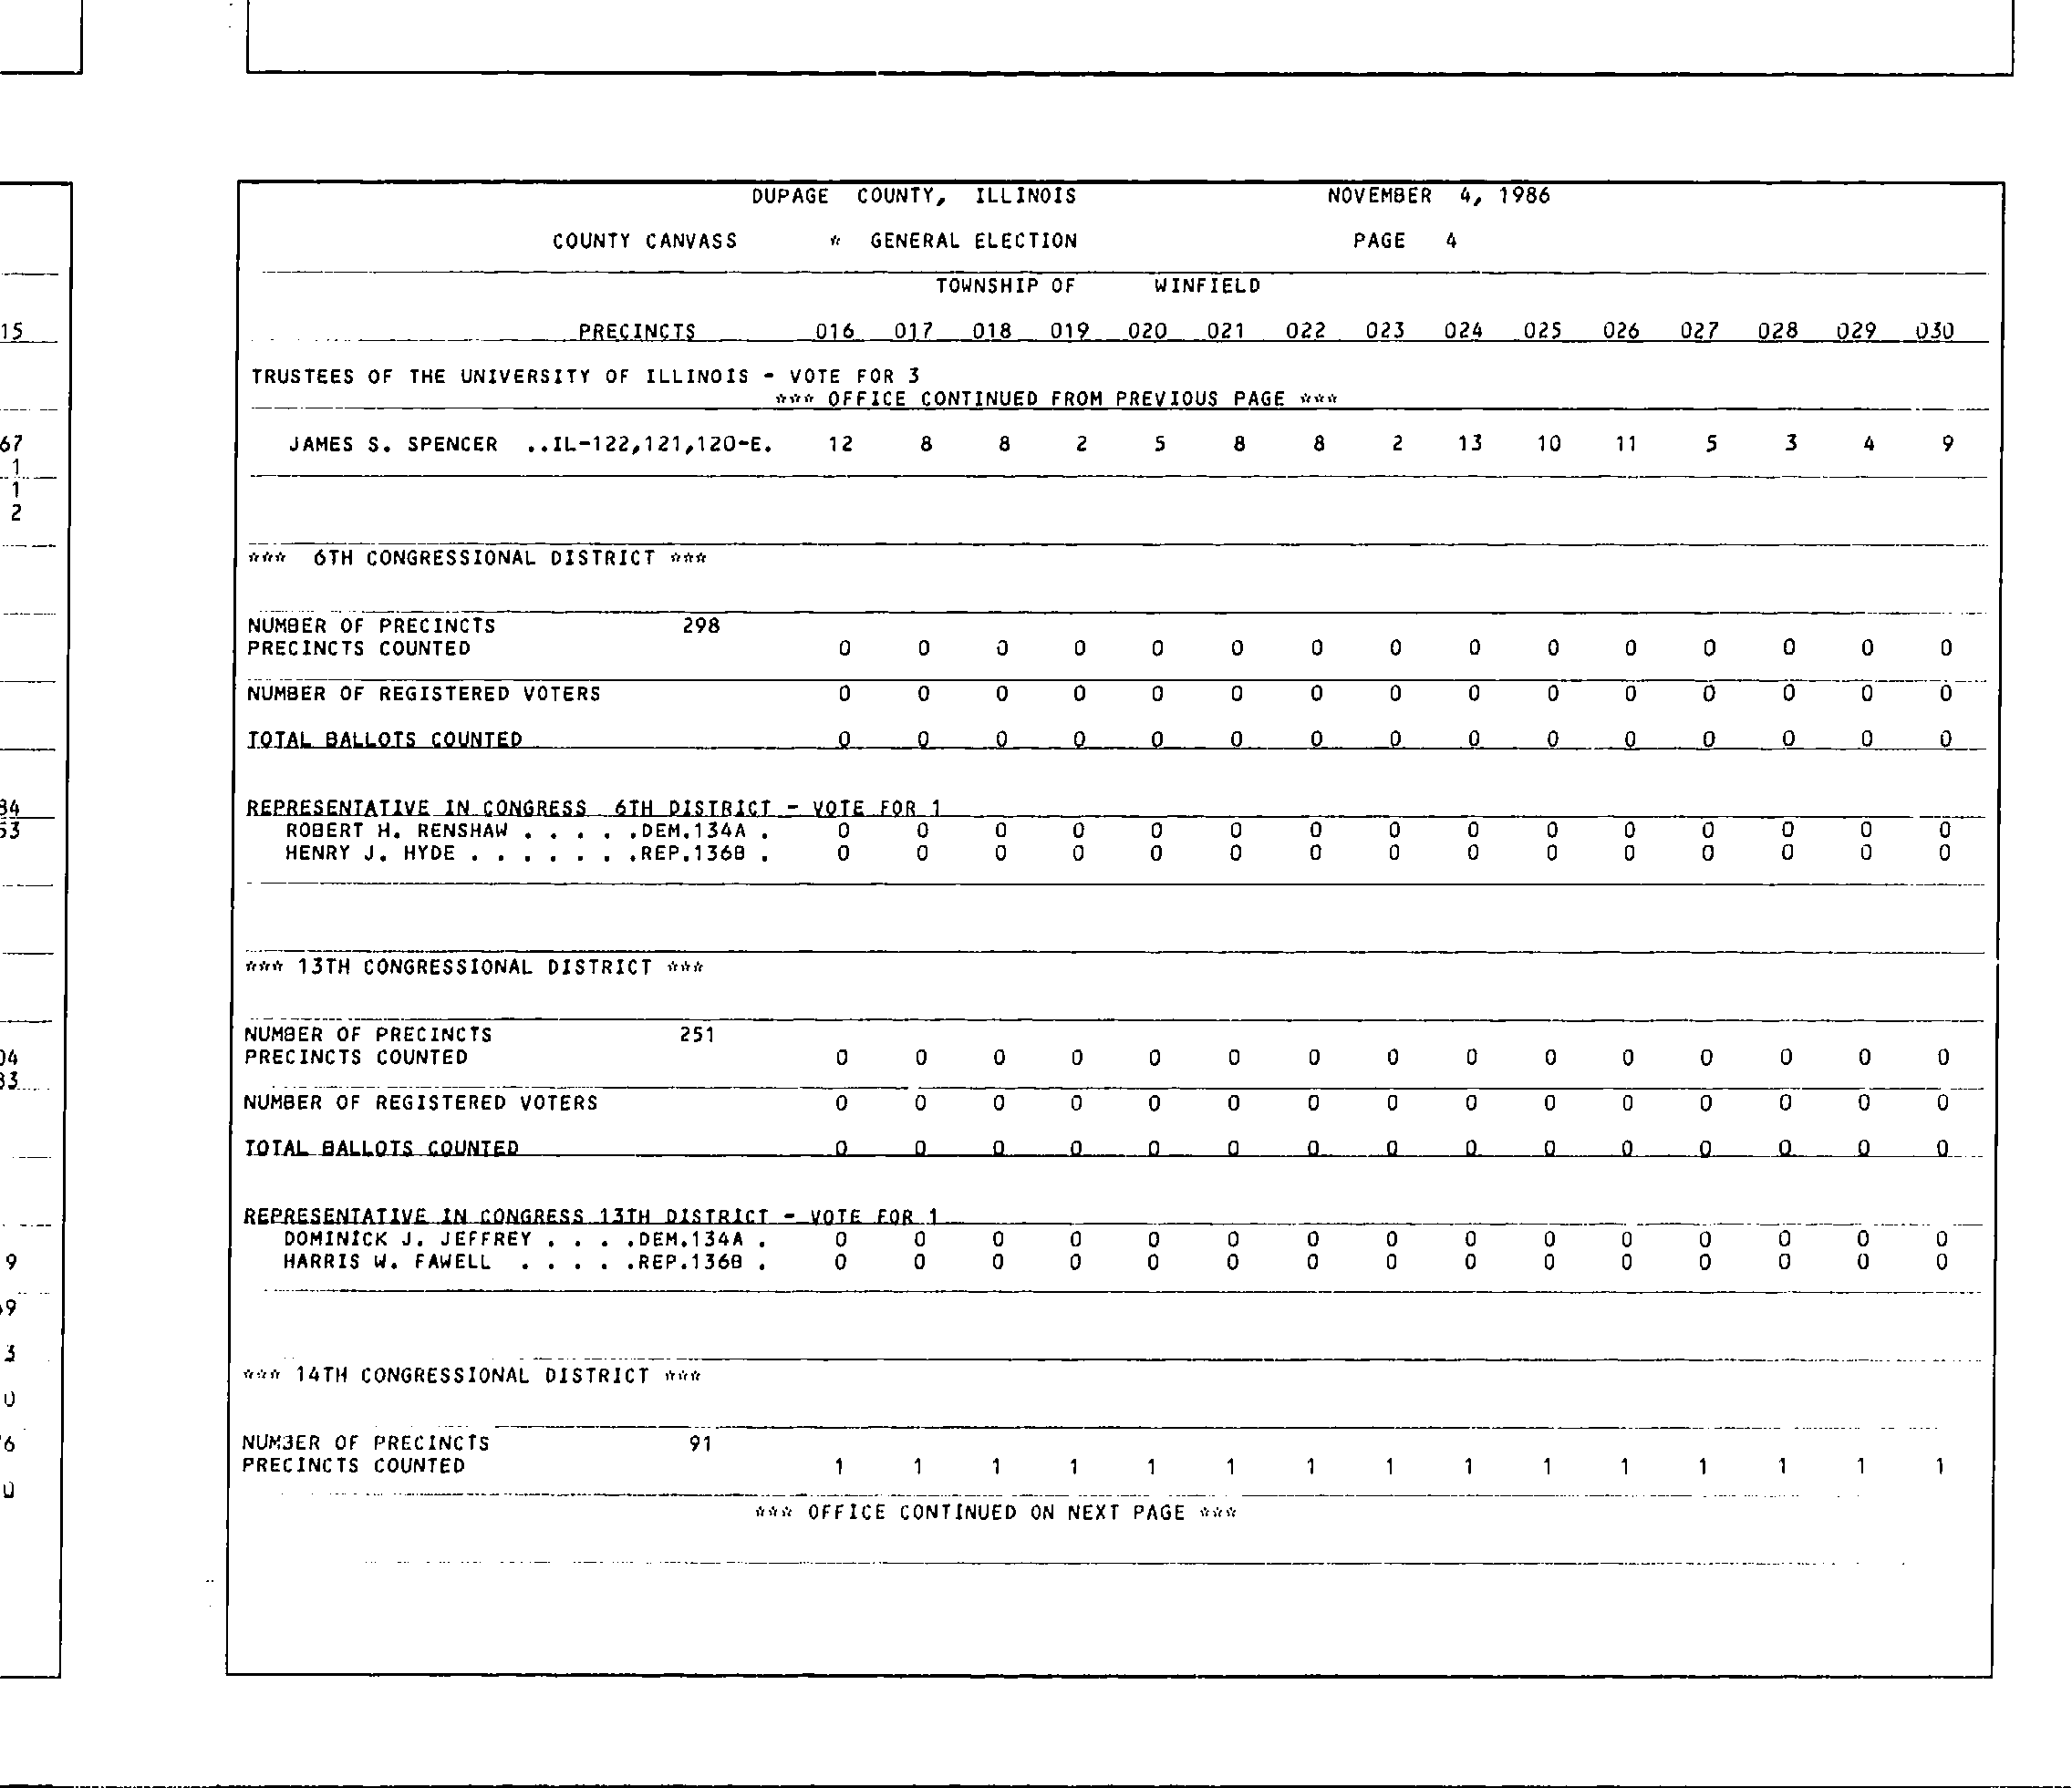 15
67
1
1
2
84
53
04
83
9
69
3
0
76
0
DUPAGE COUNTY, ILLINOIS NOVEMBER 4, 1986
COUNTY CANVASS * GENERAL ELECTION PAGE 4
TOWNSHIP OF WINFIELD
PRECINCTS 016 017 018 019 020 021 022 023 024 025 026 027 028 029 030
TRUSTEES OF THE UNIVERSITY OF ILLINOIS - VOTE FOR 3
*** OFFICE CONTINUED FROM PREVIOUS PAGE ***
JAMES S. SPENCER ..IL-122,121,120-E. 12 8 8 2 5 8 8 2 13 10 11 5 3 4 9
*** 6TH CONGRESSIONAL DISTRICT ***
NUMBER OF PRECINCTS 298
PRECINCTS COUNTED 0 0 0 0 0 0 0 0 0 0 0 0 0 0 0
NUMBER OF REGISTERED VOTERS 0 0 0 0 0 0 0 0 0 0 0 0 0 0 0
TOTAL BALLOTS COUNTED 0 0 0 0 0 0 0 0 0 0 0 0 0 0 0
REPRESENTATIVE IN CONGRESS 6TH DISTRICT - VOTE FOR 1
ROBERT H. RENSHAW . . . . .DEM.134A . 0 0 0 0 0 0 0 0 0 0 0 0 0 0 0
HENRY J. HYDE . . . . . . .REP.136B . 0 0 0 0 0 0 0 0 0 0 0 0 0 0 0
*** 13TH CONGRESSIONAL DISTRICT ***
NUMBER OF PRECINCTS 251
PRECINCTS COUNTED 0 0 0 0 0 0 0 0 0 0 0 0 0 0 0
NUMBER OF REGISTERED VOTERS 0 0 0 0 0 0 0 0 0 0 0 0 0 0 0
TOTAL BALLOTS COUNTED 0 0 0 0 0 0 0 0 0 0 0 0 0 0 0
REPRESENTATIVE IN CONGRESS 13TH DISTRICT - VOTE FOR 1
DOMINICK J. JEFFREY . . . .DEM.134A . 0 0 0 0 0 0 0 0 0 0 0 0 0 0 0
HARRIS W. FAWELL . . . . .REP.136B . 0 0 0 0 0 0 0 0 0 0 0 0 0 0 0
*** 14TH CONGRESSIONAL DISTRICT ***
NUMBER OF PRECINCTS 91
PRECINCTS COUNTED 1 1 1 1 1 1 1 1 1 1 1 1 1 1 1
*** OFFICE CONTINUED ON NEXT PAGE ***